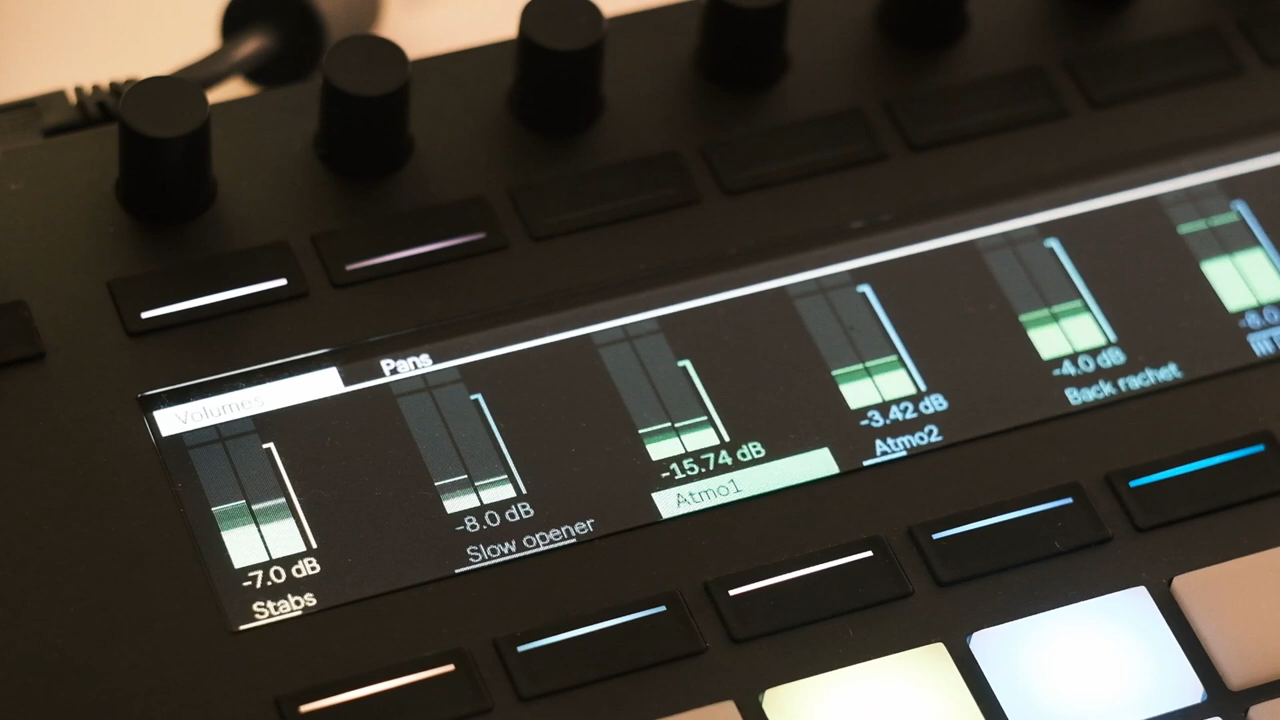 Volumes Pans
-7.0 dB
Stabs
-8.0 dB
Slow opener
-15.74 dB
Atmo1
-3.42 dB
Atmo2
-4.0 dB
Back rachet